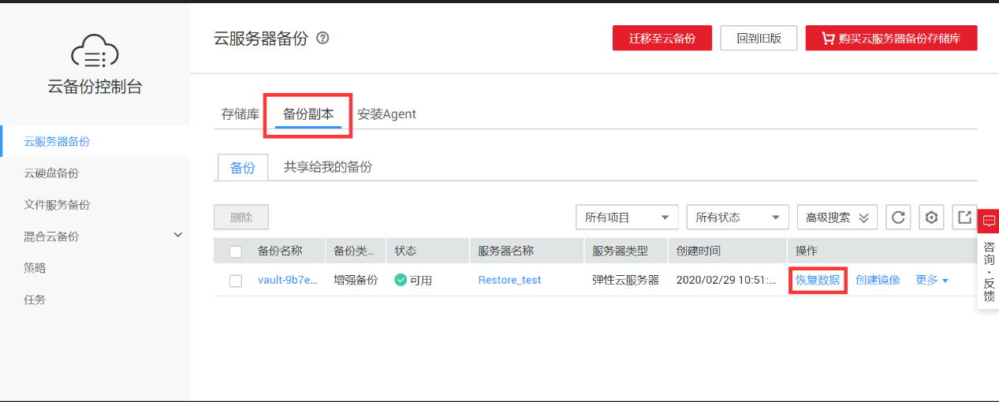 云备份控制台
云服务器备份
云硬盘备份
文件服务备份
混合云备份
策略
任务
云服务器备份 ?
迁移至云备份 回到旧版 购买云服务器备份存储库
存储库 备份副本 安装Agent
备份 共享给我的备份
删除 所有项目 所有状态 高级搜索
备份名称 备份类... 状态 服务器名称 服务器类型 创建时间 操作
vault-9b7e... 增强备份 可用 Restore_test 弹性云服务器 2020/02/29 10:51:... 恢复数据 创建镜像 更多
咨询·反馈